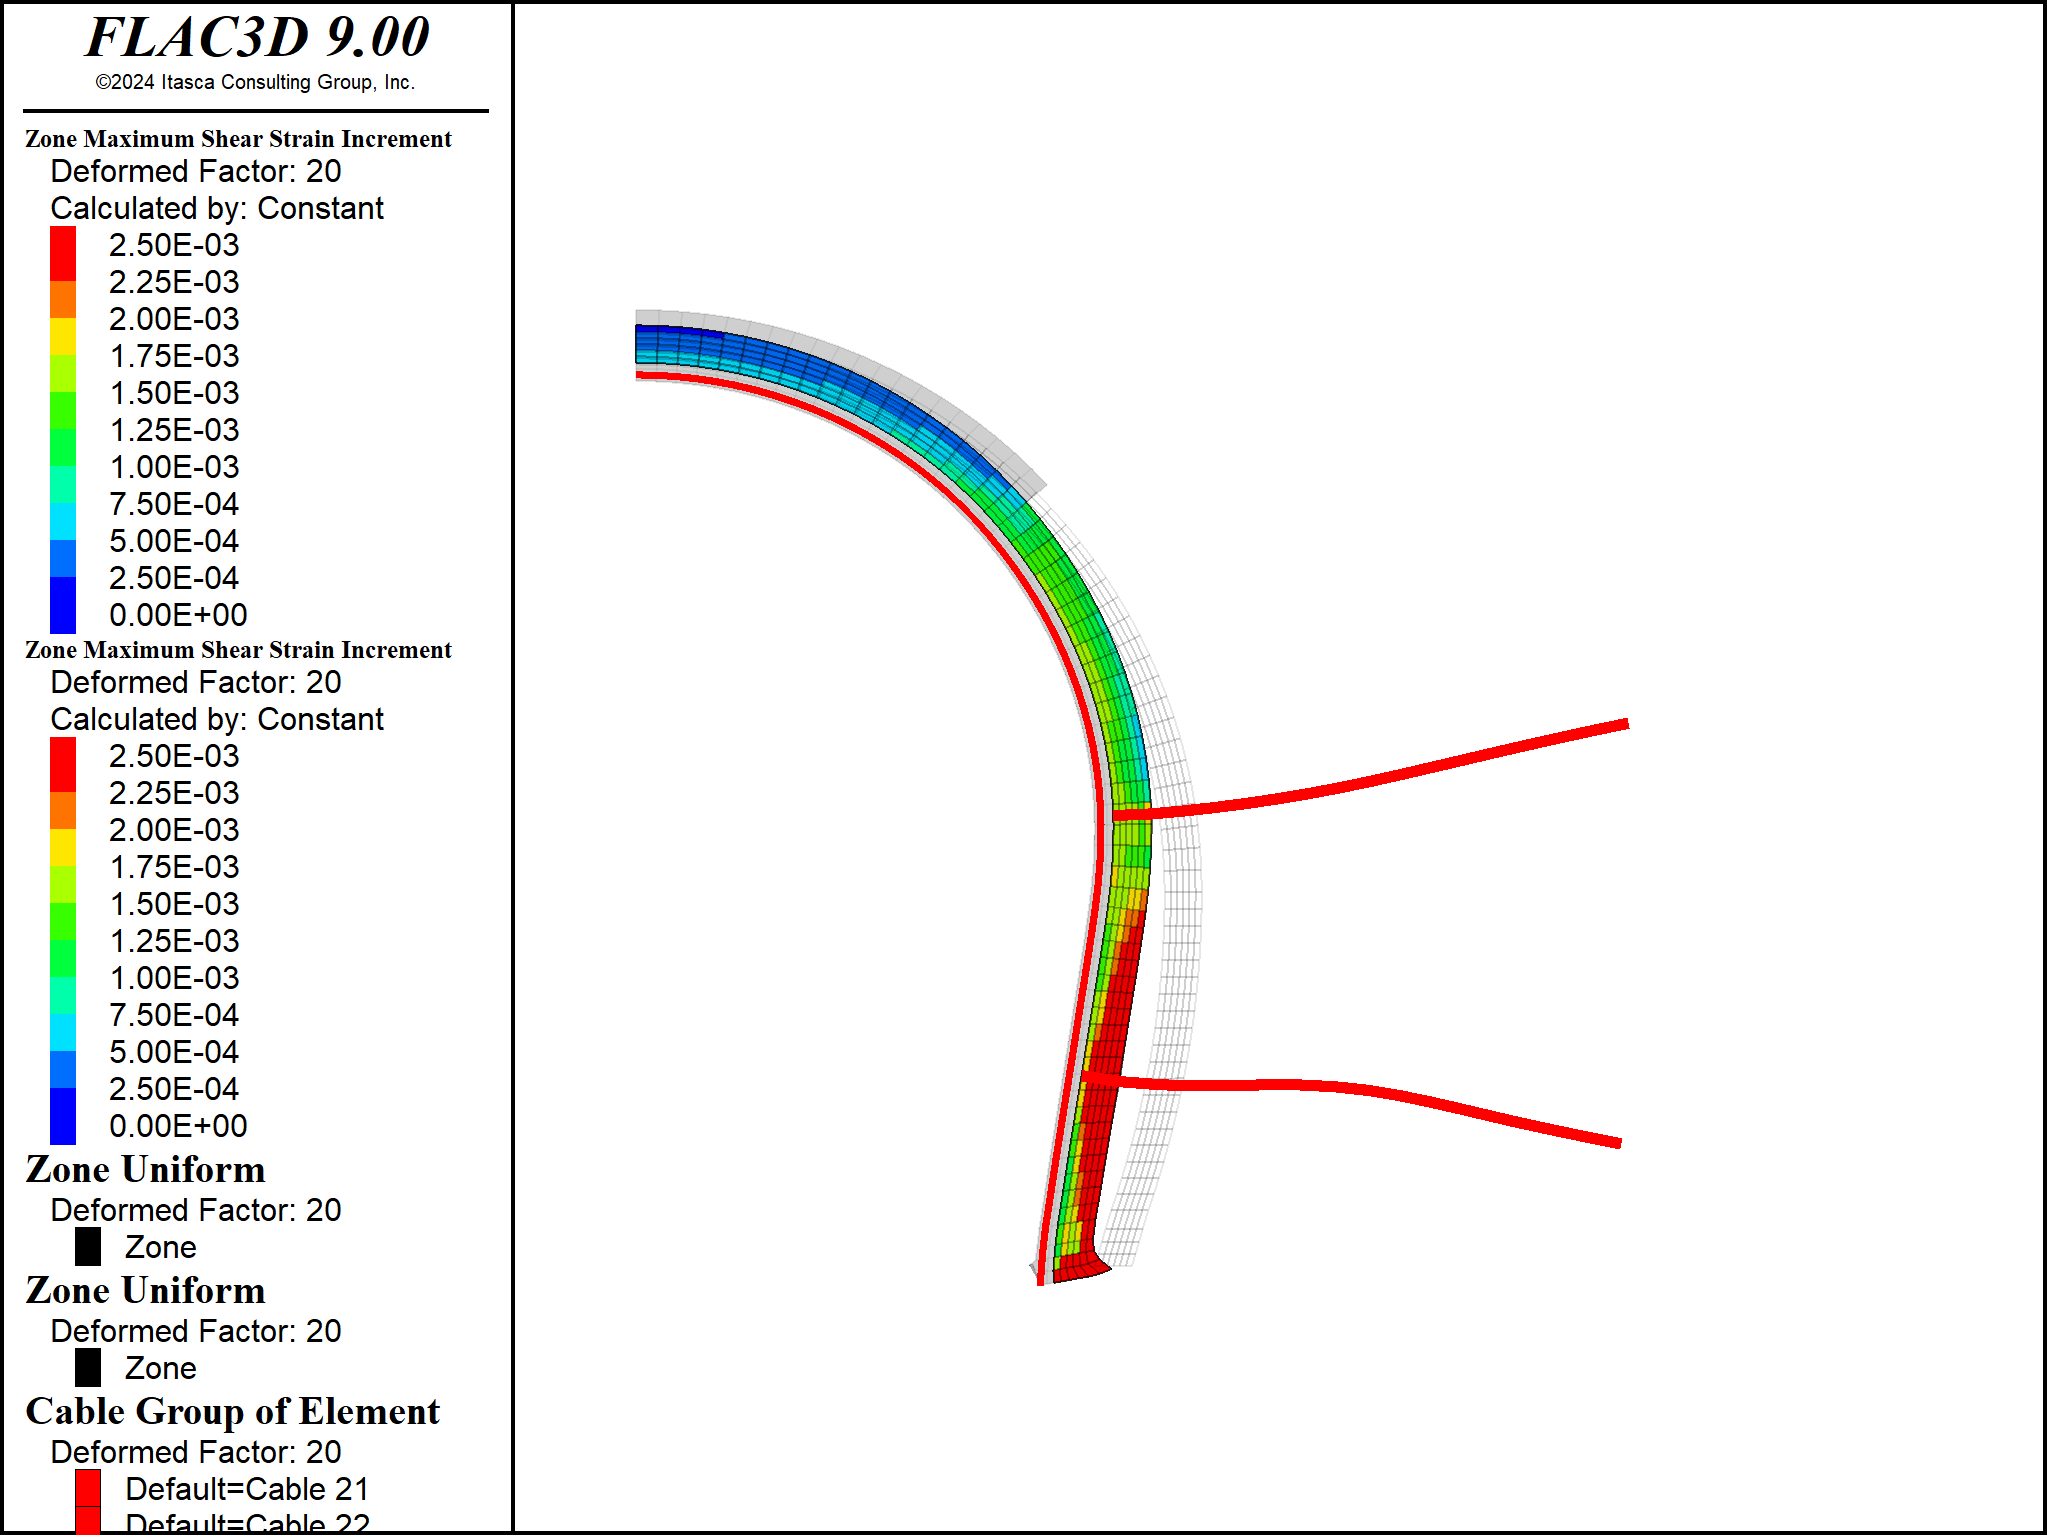 FLAC3D 9.00
©2024 Itasca Consulting Group, Inc.
Zone Maximum Shear Strain Increment
Deformed Factor: 20
Calculated by: Constant
2.50E-03
2.25E-03
2.00E-03
1.75E-03
1.50E-03
1.25E-03
1.00E-03
7.50E-04
5.00E-04
2.50E-04
0.00E+00
Zone Maximum Shear Strain Increment
Deformed Factor: 20
Calculated by: Constant
2.50E-03
2.25E-03
2.00E-03
1.75E-03
1.50E-03
1.25E-03
1.00E-03
7.50E-04
5.00E-04
2.50E-04
0.00E+00
Zone Uniform
Deformed Factor: 20
Zone
Zone Uniform
Deformed Factor: 20
Zone
Cable Group of Element
Deformed Factor: 20
Default=Cable 21
Default=Cable 22